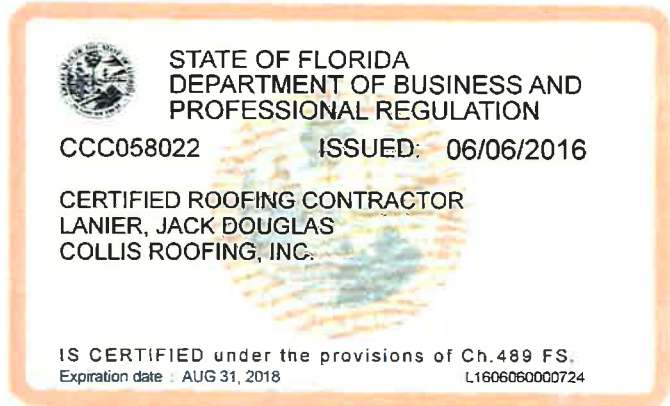 STATE OF FLORIDA
DEPARTMENT OF BUSINESS AND
PROFESSIONAL REGULATION
CCC058022 ISSUED: 06/06/2016
CERTIFIED ROOFING CONTRACTOR
LANIER, JACK DOUGLAS
COLLIS ROOFING, INC.
IS CERTIFIED under the provisions of Ch.489 FS.
Expiration date : AUG 31, 2018 L1606060000724